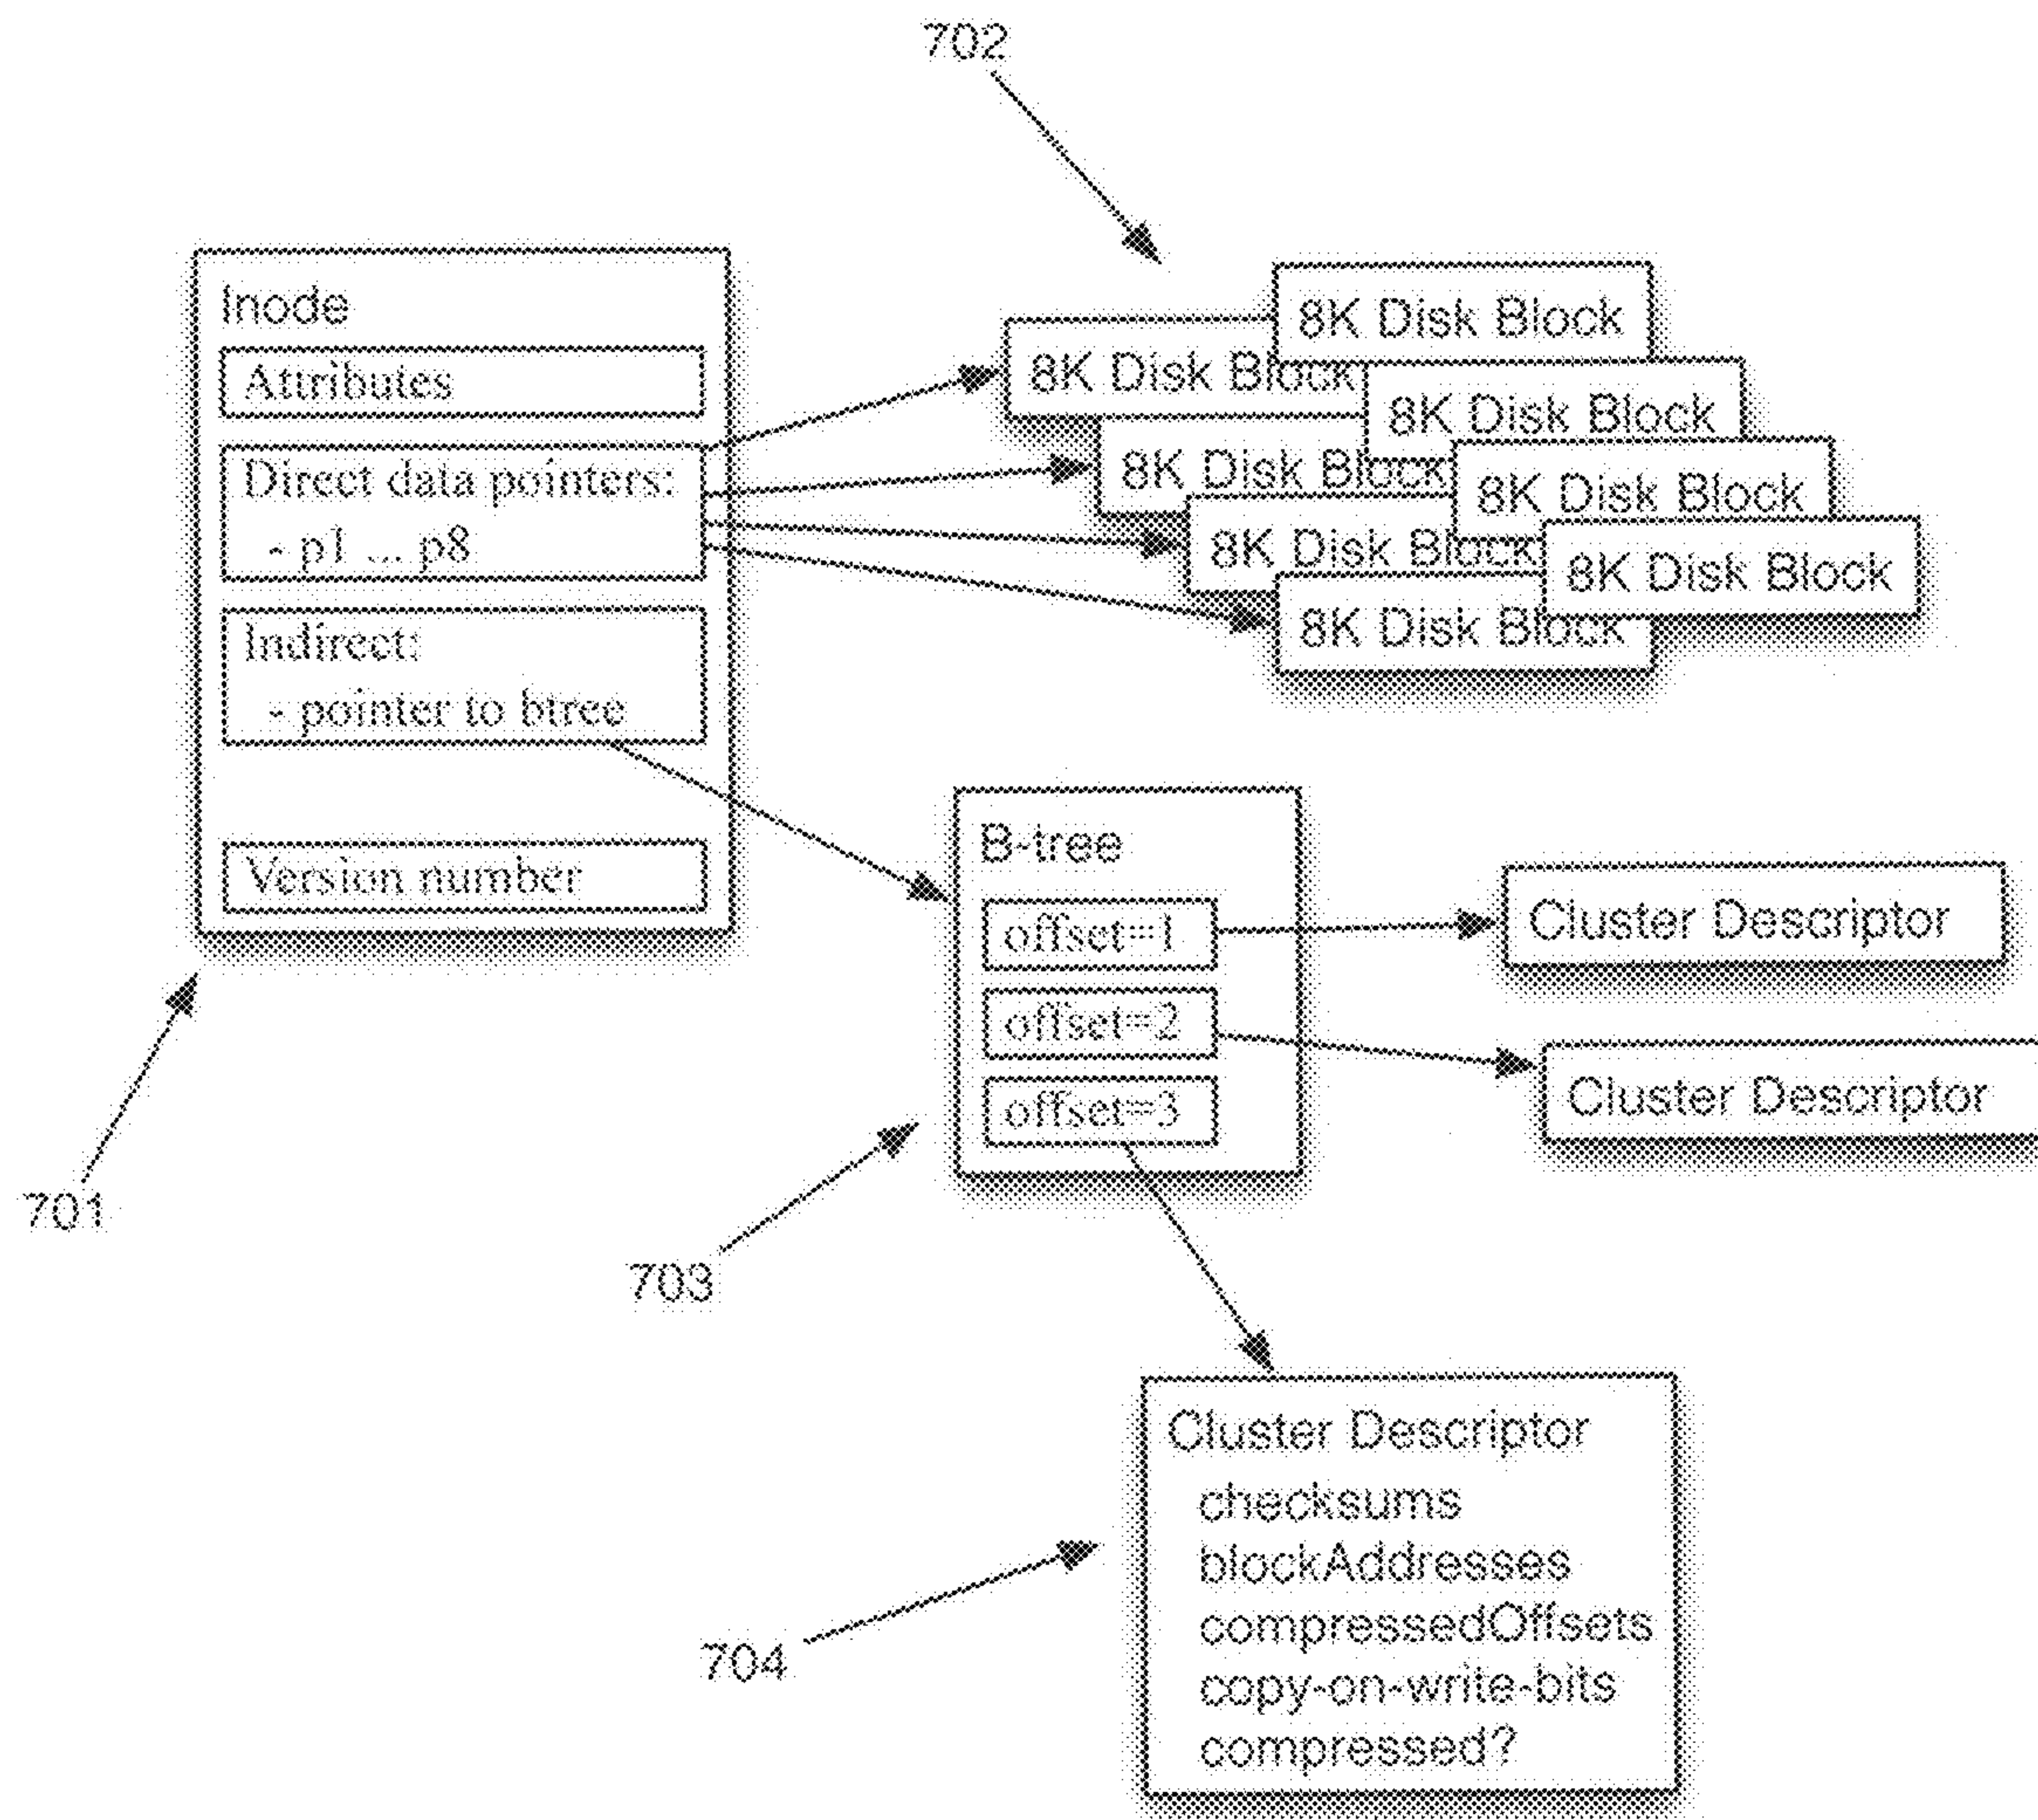 702
Inode
Attributes
Direct data pointers:
- p1 ... p8
Indirect:
- pointer to btree
Version number
701
8K Disk Block
8K Disk Block
8K Disk Block
8K Disk Block
8K Disk Block
8K Disk Block
8K Disk Block
8K Disk Block
B-tree
offset=1
offset=2
offset=3
703
Cluster Descriptor
Cluster Descriptor
Cluster Descriptor
checksums
blockAddresses
compressedOffsets
copy-on-write-bits
compressed?
704